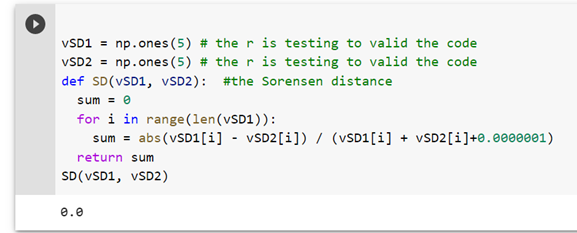 vSD1 = np.ones(5) # the r is testing to valid the code
vSD2 = np.ones(5) # the r is testing to valid the code
def SD(vSD1, vSD2):  #the Sorensen distance
  sum = 0
  for i in range(len(vSD1)):
    sum = abs(vSD1[i] - vSD2[i]) / (vSD1[i] + vSD2[i]+0.0000001)
  return sum
SD(vSD1, vSD2)
0.0